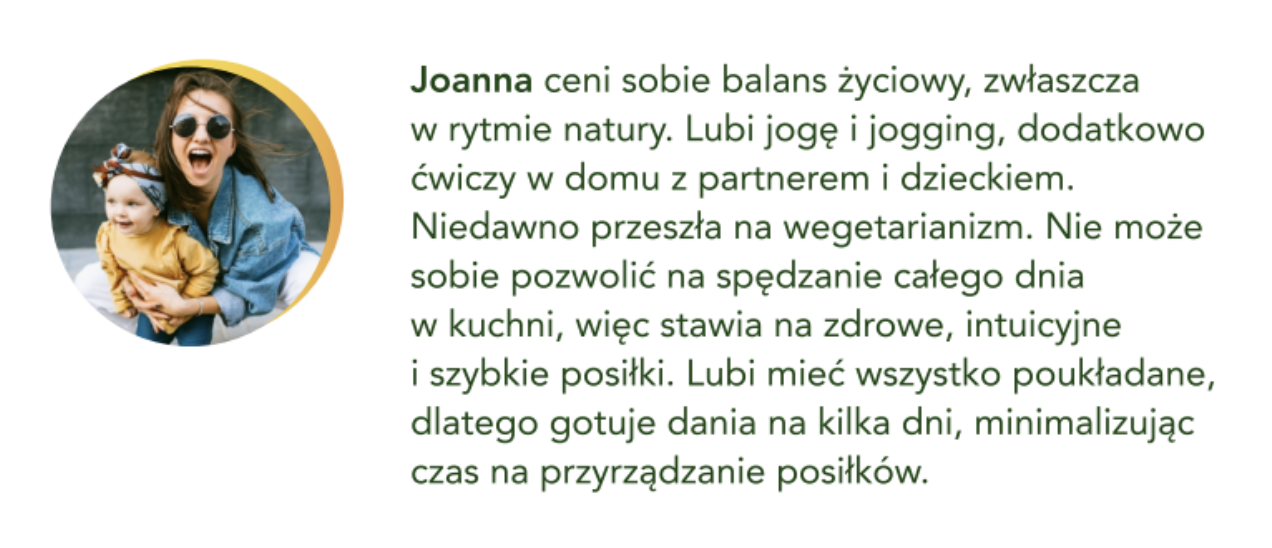 Joanna ceni sobie balans życiowy, zwłaszcza
w rytmie natury. Lubi jogę i jogging, dodatkowo
ćwiczy w domu z partnerem i dzieckiem.
Niedawno przeszła na wegetarianizm. Nie może
sobie pozwolić na spędzanie całego dnia
w kuchni, więc stawia na zdrowe, intuicyjne
i szybkie posiłki. Lubi mieć wszystko poukładane,
dlatego gotuje dania na kilka dni, minimalizując
czas na przyrządzanie posiłków.